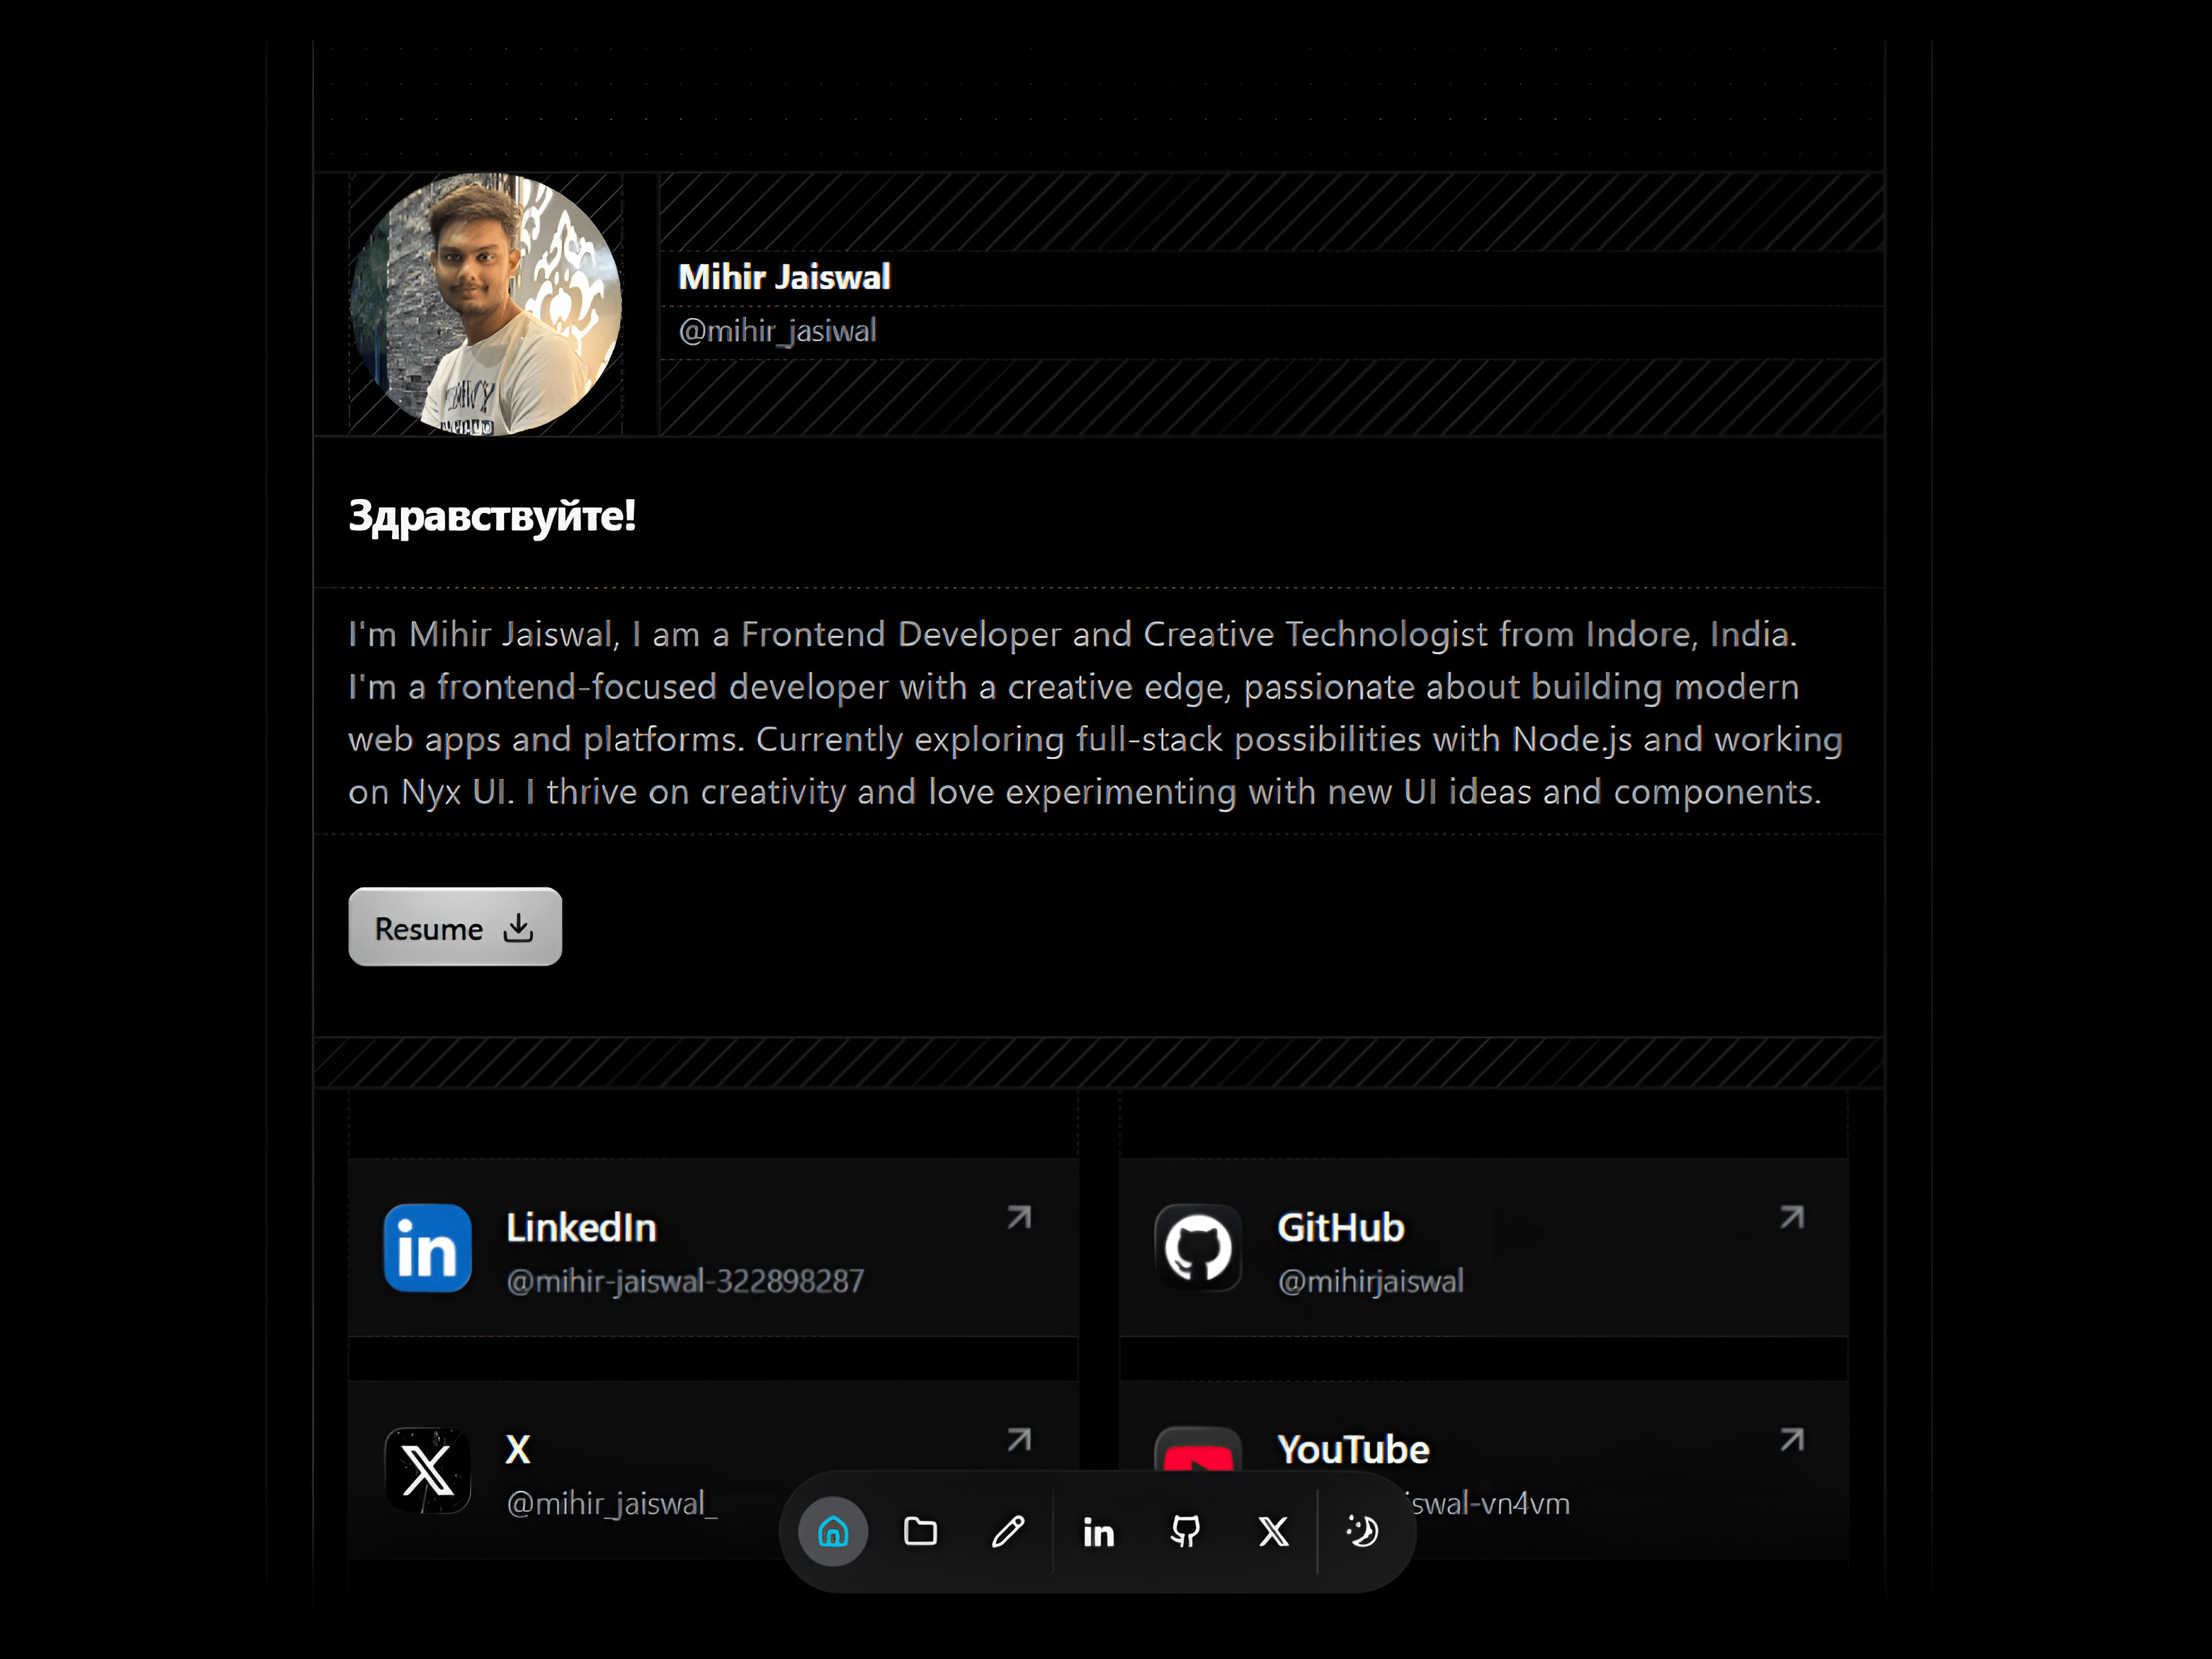 Mihir Jaiswal
@mihir_jasiwal
Здравствуйте!
I'm Mihir Jaiswal, I am a Frontend Developer and Creative Technologist from Indore, India.
I'm a frontend-focused developer with a creative edge, passionate about building modern
web apps and platforms. Currently exploring full-stack possibilities with Node.js and working
on Nyx UI. I thrive on creativity and love experimenting with new UI ideas and components.
Resume
LinkedIn
@mihir-jaiswal-322898287
GitHub
@mihirjaiswal
X
@mihir_jaiswal_
YouTube